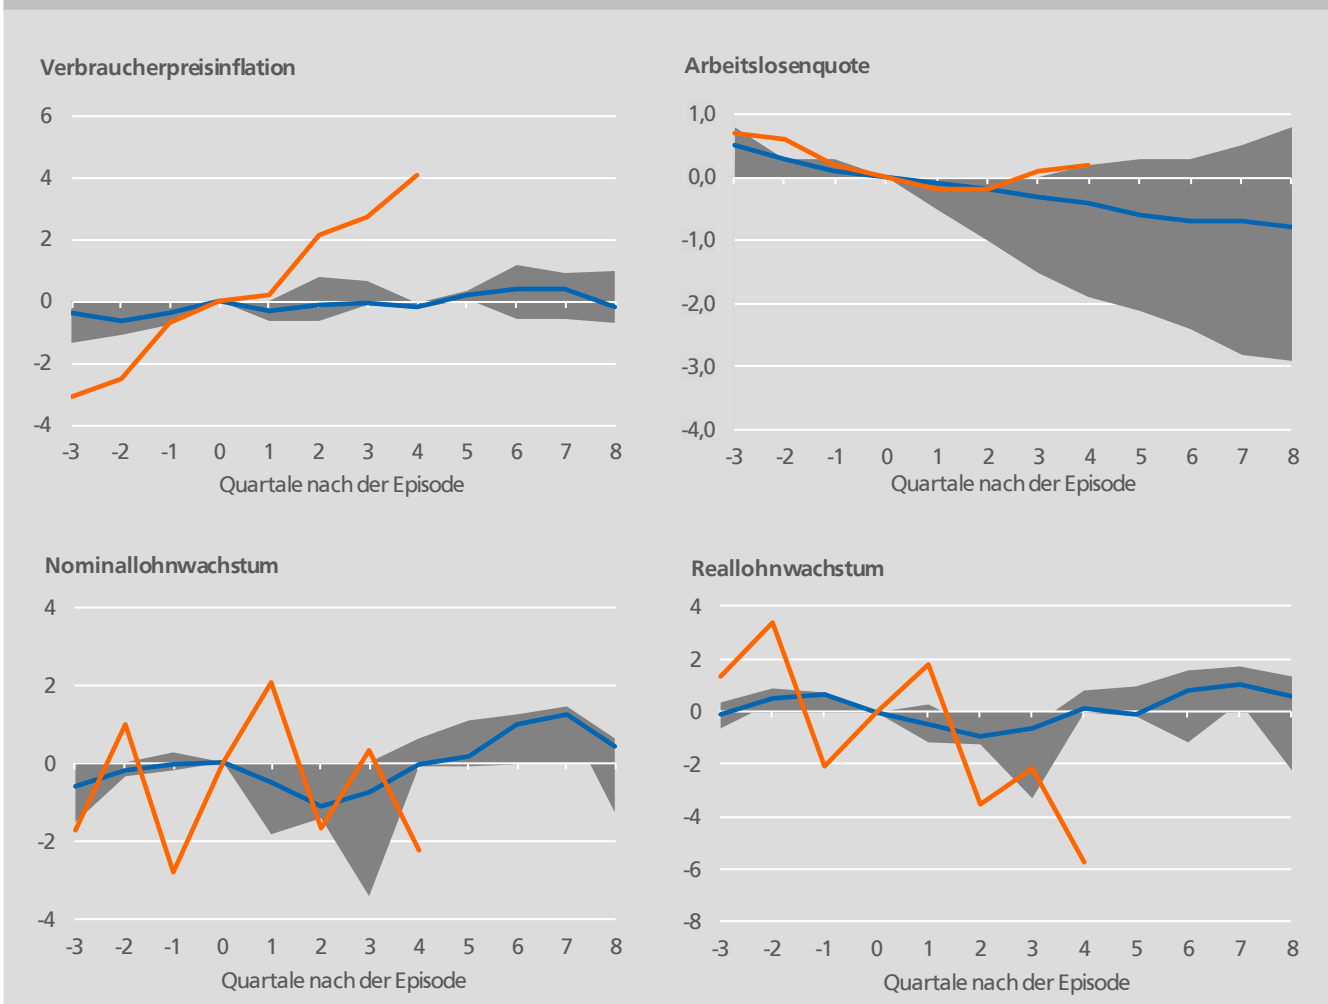 Verbraucherpreisinflation
6
4
2
0
-2
-4
-3 -2 -1 0 1 2 3 4 5 6 7 8
Quartale nach der Episode
Arbeitslosenquote
1,0
0,0
-1,0
-2,0
-3,0
-4,0
-3 -2 -1 0 1 2 3 4 5 6 7 8
Quartale nach der Episode
Nominallohnwachstum
4
2
0
-2
-4
-3 -2 -1 0 1 2 3 4 5 6 7 8
Quartale nach der Episode
Reallohnwachstum
4
2
0
-2
-4
-6
-8
-3 -2 -1 0 1 2 3 4 5 6 7 8
Quartale nach der Episode